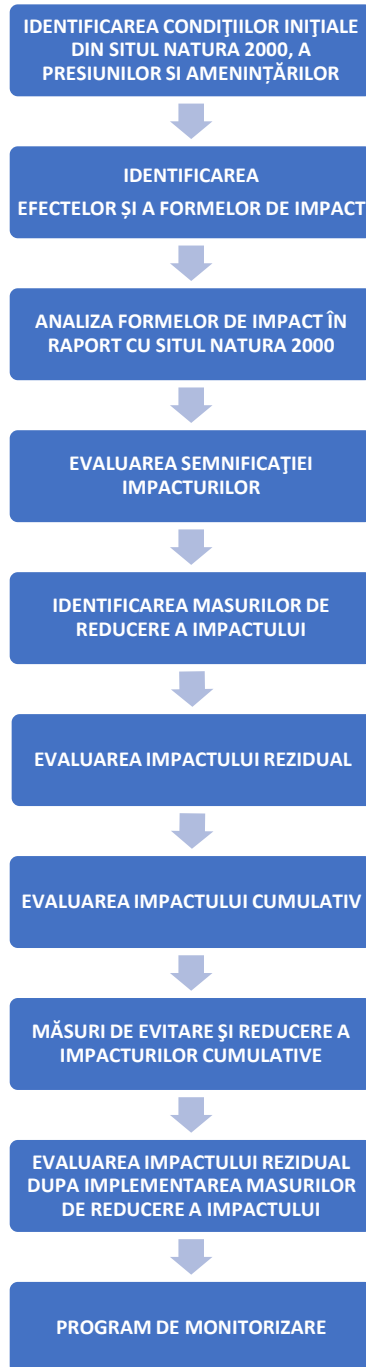 IDENTIFICAREA CONDIŢIILOR INIŢIALE
DIN SITUL NATURA 2000, A
PRESIUNILOR SI AMENINȚĂRILOR
IDENTIFICAREA
EFECTELOR ȘI A FORMELOR DE IMPACT
ANALIZA FORMELOR DE IMPACT ÎN
RAPORT CU SITUL NATURA 2000
EVALUAREA SEMNIFICAŢIEI
IMPACTURILOR
IDENTIFICAREA MASURILOR DE
REDUCERE A IMPACTULUI
EVALUAREA IMPACTULUI REZIDUAL
EVALUAREA IMPACTULUI CUMULATIV
MĂSURI DE EVITARE ŞI REDUCERE A
IMPACTURILOR CUMULATIVE
EVALUAREA IMPACTULUI REZIDUAL
DUPA IMPLEMENTAREA MASURILOR
DE REDUCERE A IMPACTULUI
PROGRAM DE MONITORIZARE